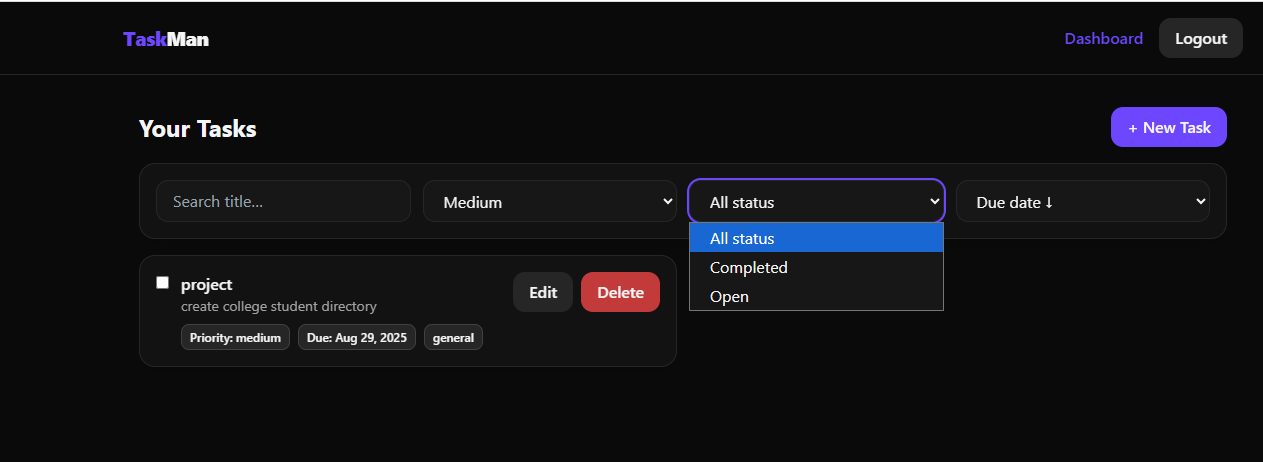 TaskMan
Dashboard
Logout
Your Tasks
+ New Task
Search title...
Medium
All status
Due date ↓
All status
Completed
Open
project
Edit
Delete
create college student directory
Priority: medium
Due: Aug 29, 2025
general